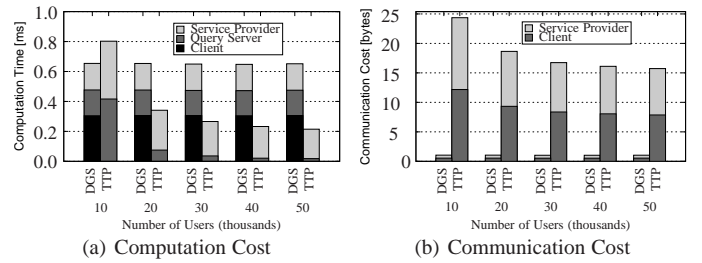 Computation Time [ms]
1.0
0.8
0.6
0.4
0.2
0.0
Service Provider
Query Server
Client
DGS TTP DGS TTP DGS TTP DGS TTP DGS TTP
10 20 30 40 50
Number of Users (thousands)
(a) Computation Cost
Communication Cost [bytes]
25
20
15
10
5
0
Service Provider
Client
DGS TTP DGS TTP DGS TTP DGS TTP DGS TTP
10 20 30 40 50
Number of Users (thousands)
(b) Communication Cost